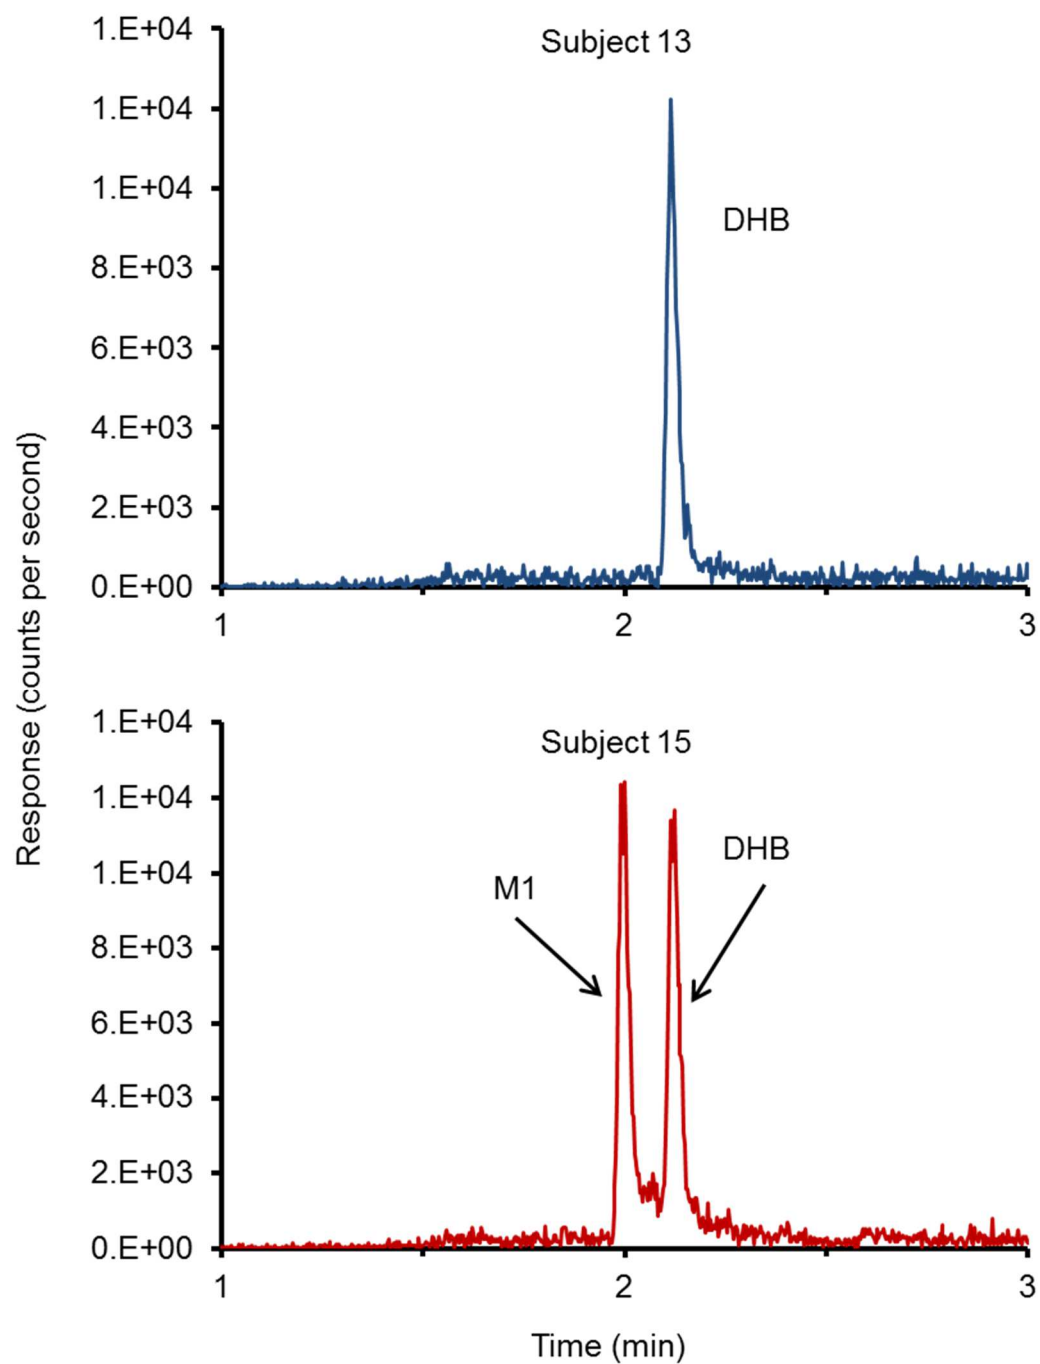 Response (counts per second)
Subject 13
1.E+04
1.E+04
1.E+04
8.E+03
6.E+03
4.E+03
2.E+03
0.E+00
DHB
1
2
3
Subject 15
1.E+04
1.E+04
1.E+04
8.E+03
6.E+03
4.E+03
2.E+03
0.E+00
M1
DHB
1
2
3
Time (min)